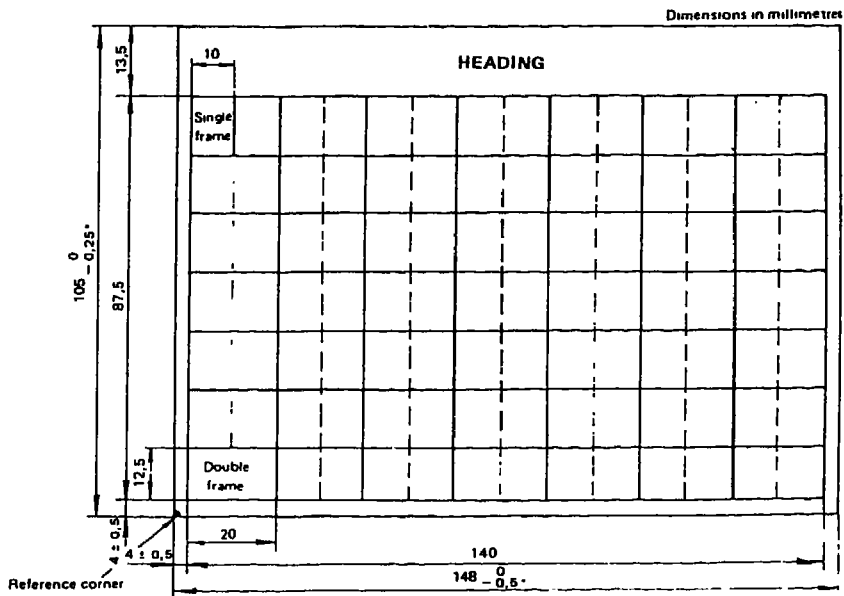 Dimensions in millimetres
13,5
10
HEADING
Single
frame
105 0 − 0,25*
87,5
12,5
Double
frame
4 ± 0,5
4 ± 0,5
20
140
148 0 − 0,5*
Reference corner